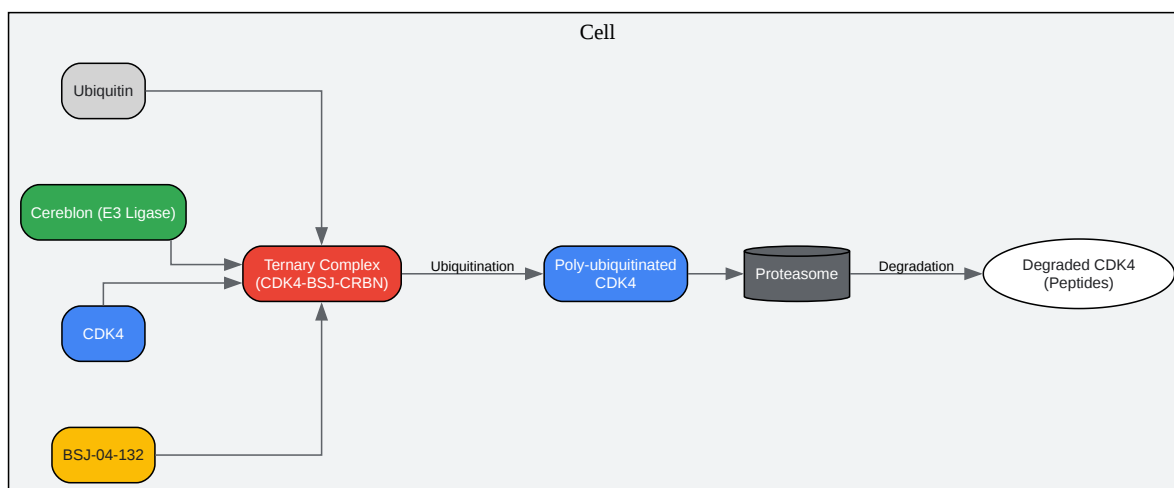 Cell
Ubiquitin
Cereblon (E3 Ligase)
CDK4
BSJ-04-132
Ternary Complex
(CDK4-BSJ-CRBN)
Ubiquitination
Poly-ubiquitinated
CDK4
Proteasome
Degradation
Degraded CDK4
(Peptides)